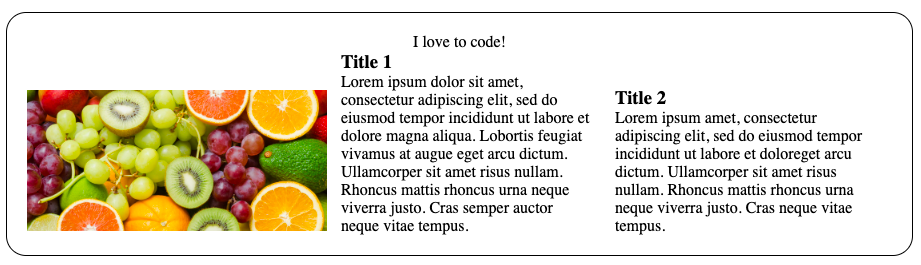 I love to code!
Title 1
Lorem ipsum dolor sit amet,
consectetur adipiscing elit, sed do
eiusmod tempor incididunt ut labore et
dolore magna aliqua. Lobortis feugiat
vivamus at augue eget arcu dictum.
Ullamcorper sit amet risus nullam.
Rhoncus mattis rhoncus urna neque
viverra justo. Cras semper auctor
neque vitae tempus.
Title 2
Lorem ipsum amet, consectetur
adipiscing elit, sed do eiusmod tempor
incididunt ut labore et doloreget arcu
dictum. Ullamcorper sit amet risus
nullam. Rhoncus mattis rhoncus urna
neque viverra justo. Cras neque vitae
tempus.